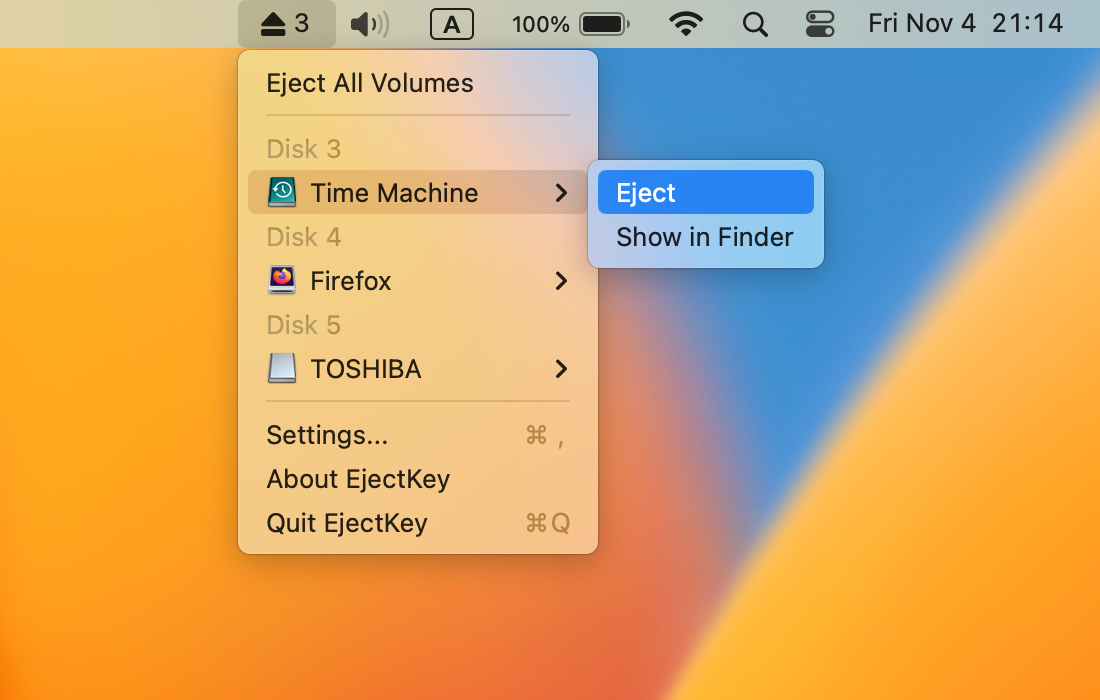 3 A 100% Fri Nov 4 21:14
Eject All Volumes
Disk 3
Time Machine
Eject
Disk 4
Show in Finder
Firefox
Disk 5
TOSHIBA
Settings... ⌘ ,
About EjectKey
Quit EjectKey ⌘Q